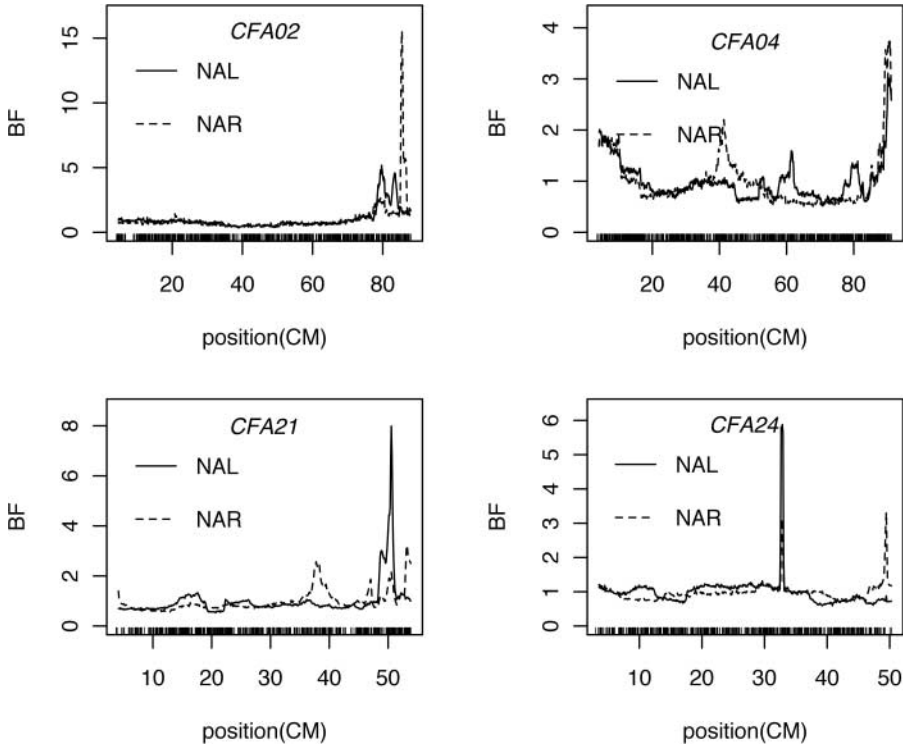 CFA02
NAL
NAR
BF
0 5 10 15
20 40 60 80
position(CM)
CFA04
NAL
NAR
BF
0 1 2 3 4
20 40 60 80
position(CM)
CFA21
NAL
NAR
BF
0 2 4 6 8
10 20 30 40 50
position(CM)
CFA24
NAL
NAR
BF
0 1 2 3 4 5 6
10 20 30 40 50
position(CM)